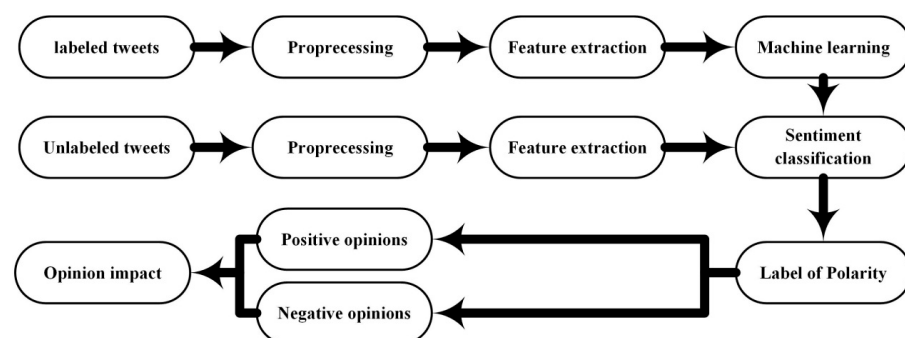 labeled tweets
Proprecessing
Feature extraction
Machine learning
Unlabeled tweets
Proprecessing
Feature extraction
Sentiment
classification
Positive opinions
Opinion impact
Label of Polarity
Negative opinions